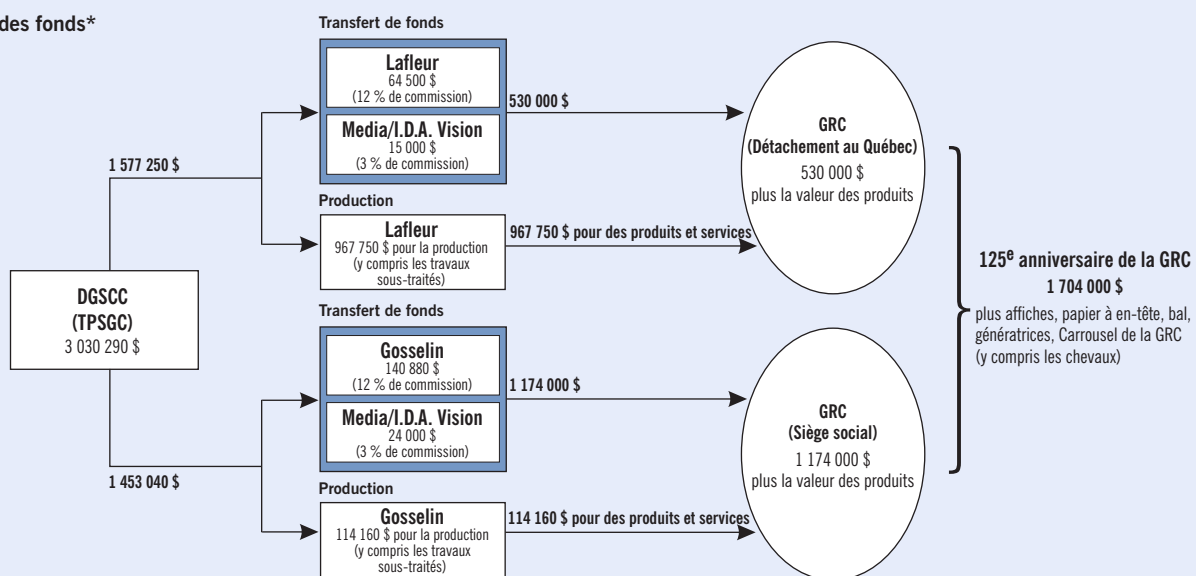 des fonds*
Transfert de fonds
Lafleur
64 500 $
(12 % de commission)
Media/I.D.A. Vision
15 000 $
(3 % de commission)
530 000 $
1 577 250 $
Production
Lafleur
967 750 $ pour la production
(y compris les travaux
sous-traités)
967 750 $ pour des produits et services
GRC
(Détachement au Québec)
530 000 $
plus la valeur des produits
DGSCC
(TPSGC)
3 030 290 $
125e anniversaire de la GRC
1 704 000 $
plus affiches, papier à en-tête, bal,
génératrices, Carrousel de la GRC
(y compris les chevaux)
Transfert de fonds
Gosselin
140 880 $
(12 % de commission)
Media/I.D.A. Vision
24 000 $
(3 % de commission)
1 174 000 $
1 453 040 $
Production
Gosselin
114 160 $ pour la production
(y compris les travaux
sous-traités)
114 160 $ pour des produits et services
GRC
(Siège social)
1 174 000 $
plus la valeur des produits